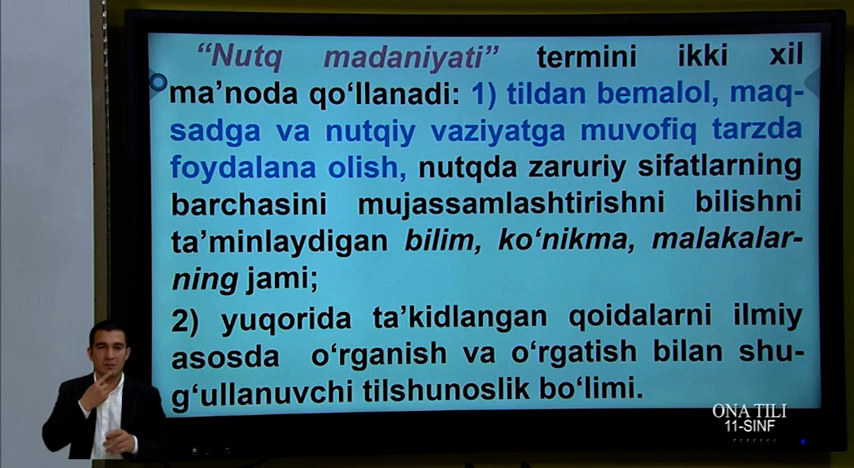 “Nutq madaniyati” termini ikki xil
ma’noda qo‘llanadi: 1) tildan bemalol, maq-
sadga va nutqiy vaziyatga muvofiq tarzda
foydalana olish, nutqda zaruriy sifatlarning
barchasini mujassamlashtirishni bilishni
ta’minlaydigan bilim, ko‘nikma, malakalar-
ning jami;
2) yuqorida ta’kidlangan qoidalarni ilmiy
asosda o‘rganish va o‘rgatish bilan shu-
g‘ullanuvchi tilshunoslik bo‘limi.
ONA TILI
11-SINF